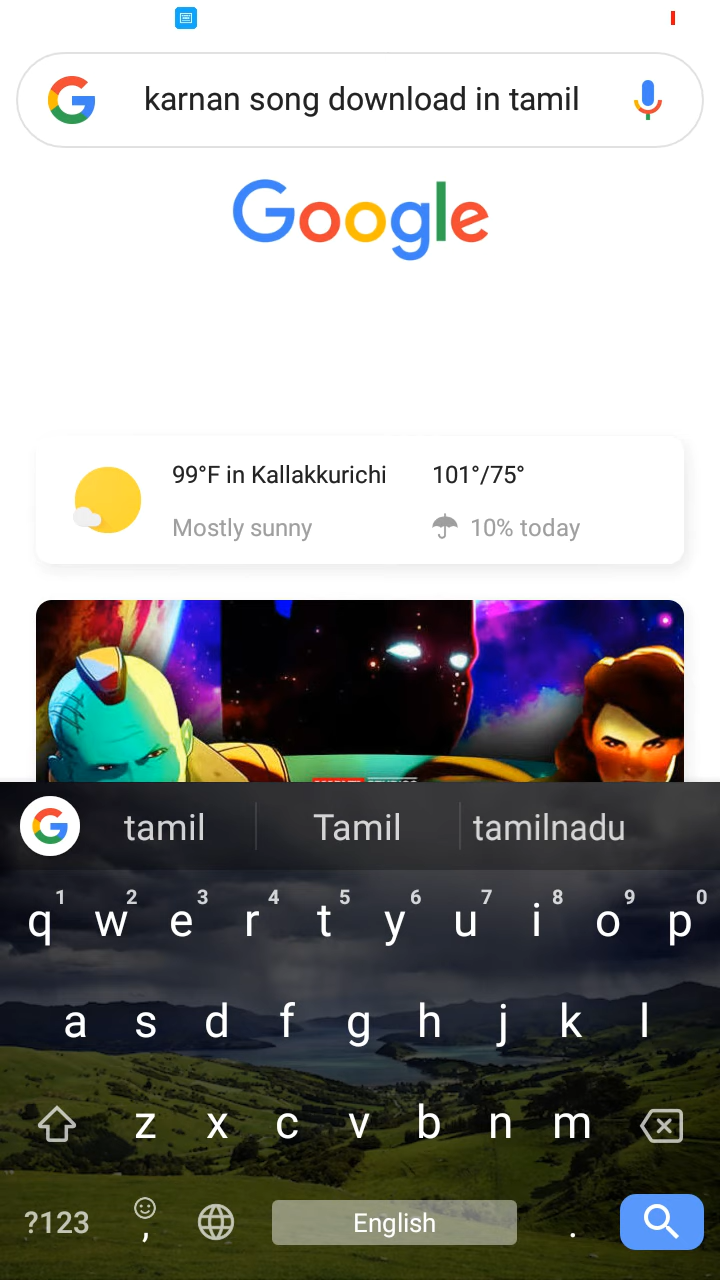 karnan song download in tamil
Google
99°F in Kallakkurichi 101°/75°
Mostly sunny 10% today
tamil Tamil tamilnadu
1 2 3 4 5 6 7 8 9 0
q w e r t y u i o p
a s d f g h j k l
z x c v b n m
?123 , English .